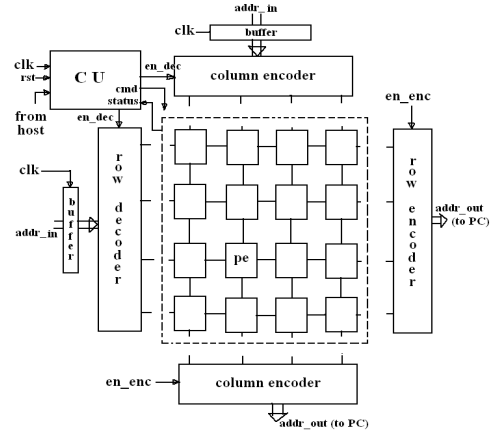 addr_in
clk
buffer
clk
rst
CU
en_dec
cmd
status
column encoder
from
host
en_dec
en_enc
clk
buffer
addr_in
row decoder
pe
row encoder
addr_out
(to PC)
en_enc
column encoder
addr_out (to PC)